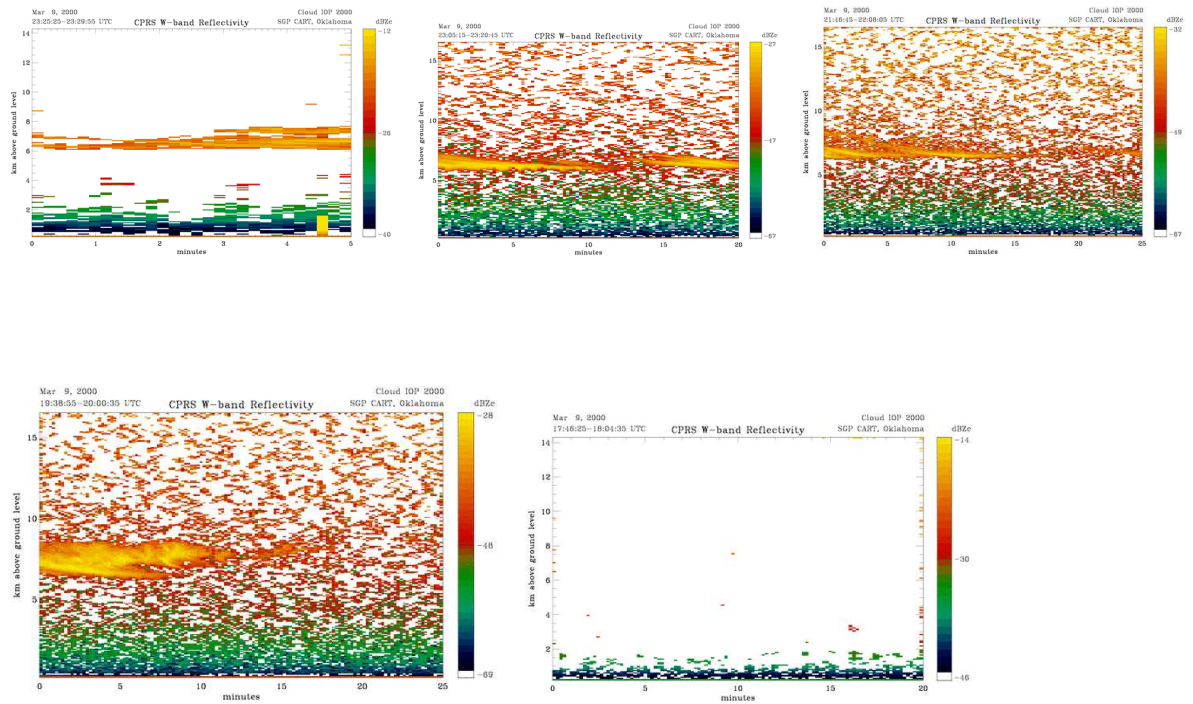 Mar 9, 2000 Cloud IOP 2000
23:25:25-23:29:55 UTC CPRS W-band Reflectivity SGP CART, Oklahoma dBZe
14
12
10
8
6
4
2
km above ground level
0 1 2 3 4 5
minutes
-12
-26
-40
Mar 9, 2000 Cloud IOP 2000
23:05:15-23:20:45 UTC CPRS W-band Reflectivity SGP CART, Oklahoma dBZe
15
10
5
km above ground level
0 5 10 15 20
minutes
-27
-47
-67
Mar 9, 2000 Cloud IOP 2000
21:46:45-22:08:05 UTC CPRS W-band Reflectivity SGP CART, Oklahoma dBZe
15
10
5
km above ground level
0 5 10 15 20 25
minutes
-32
-49
-67
Mar 9, 2000 Cloud IOP 2000
19:38:55-20:00:35 UTC CPRS W-band Reflectivity SGP CART, Oklahoma dBZe
15
10
5
km above ground level
0 5 10 15 20 25
minutes
-28
-48
-69
Mar 9, 2000 Cloud IOP 2000
17:46:25-18:04:35 UTC CPRS W-band Reflectivity SGP CART, Oklahoma dBZe
14
12
10
8
6
4
2
km above ground level
0 5 10 15 20
minutes
-14
-30
-46